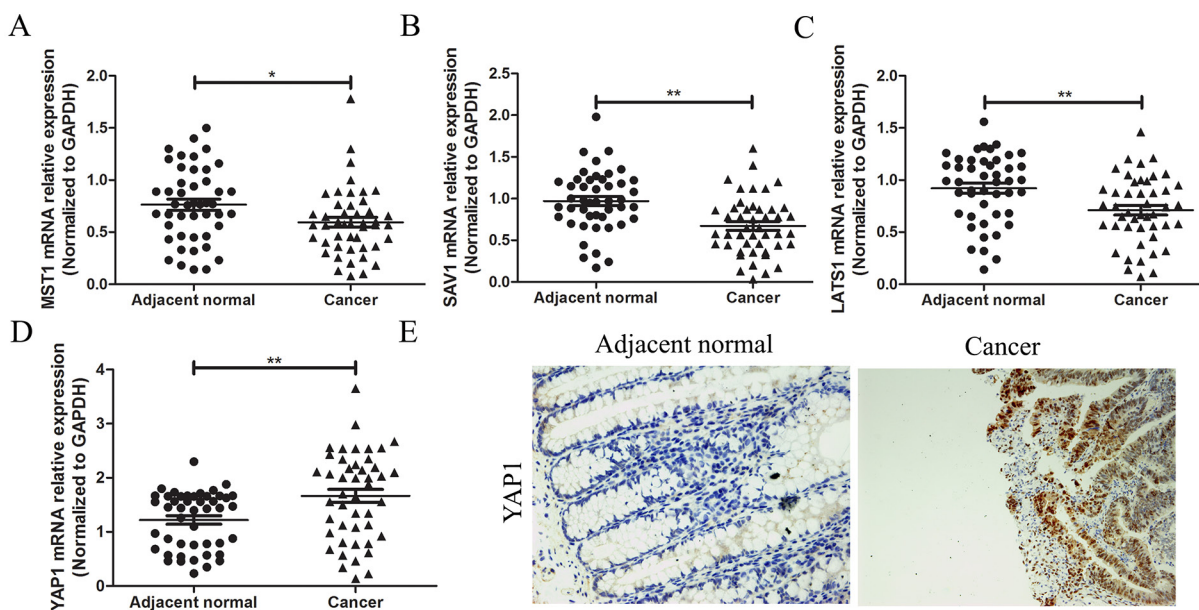 A
MST1 mRNA relative expression
(Normalized to GAPDH)
2.0
1.5
1.0
0.5
0.0
*
Adjacent normal
Cancer
B
SAV1 mRNA relative expression
(Normalized to GAPDH)
2.5
2.0
1.5
1.0
0.5
0.0
**
Adjacent normal
Cancer
C
LATS1 mRNA relative expression
(Normalized to GAPDH)
2.0
1.5
1.0
0.5
0.0
**
Adjacent normal
Cancer
D
YAP1 mRNA relative expression
(Normalized to GAPDH)
4
3
2
1
0
**
Adjacent normal
Cancer
E
Adjacent normal
Cancer
YAP1